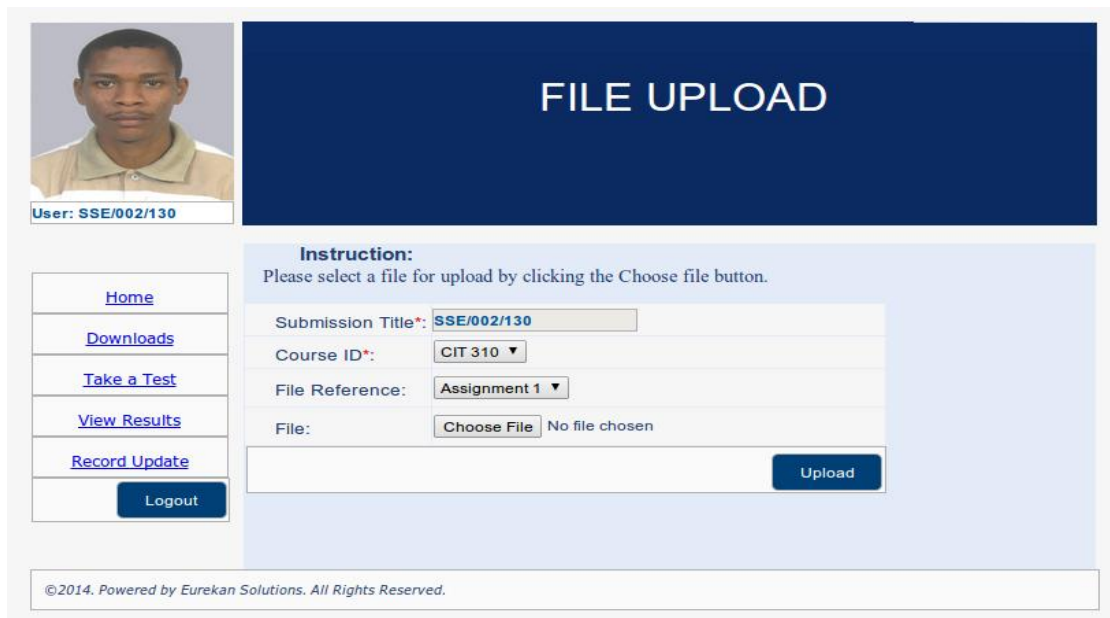 FILE UPLOAD
User: SSE/002/130
Home
Downloads
Take a Test
View Results
Record Update
Logout
Instruction:
Please select a file for upload by clicking the Choose file button.
Submission Title*: SSE/002/130
Course ID*: CIT 310 ▼
File Reference: Assignment 1 ▼
File: Choose File No file chosen
Upload
©2014. Powered by Eurekan Solutions. All Rights Reserved.